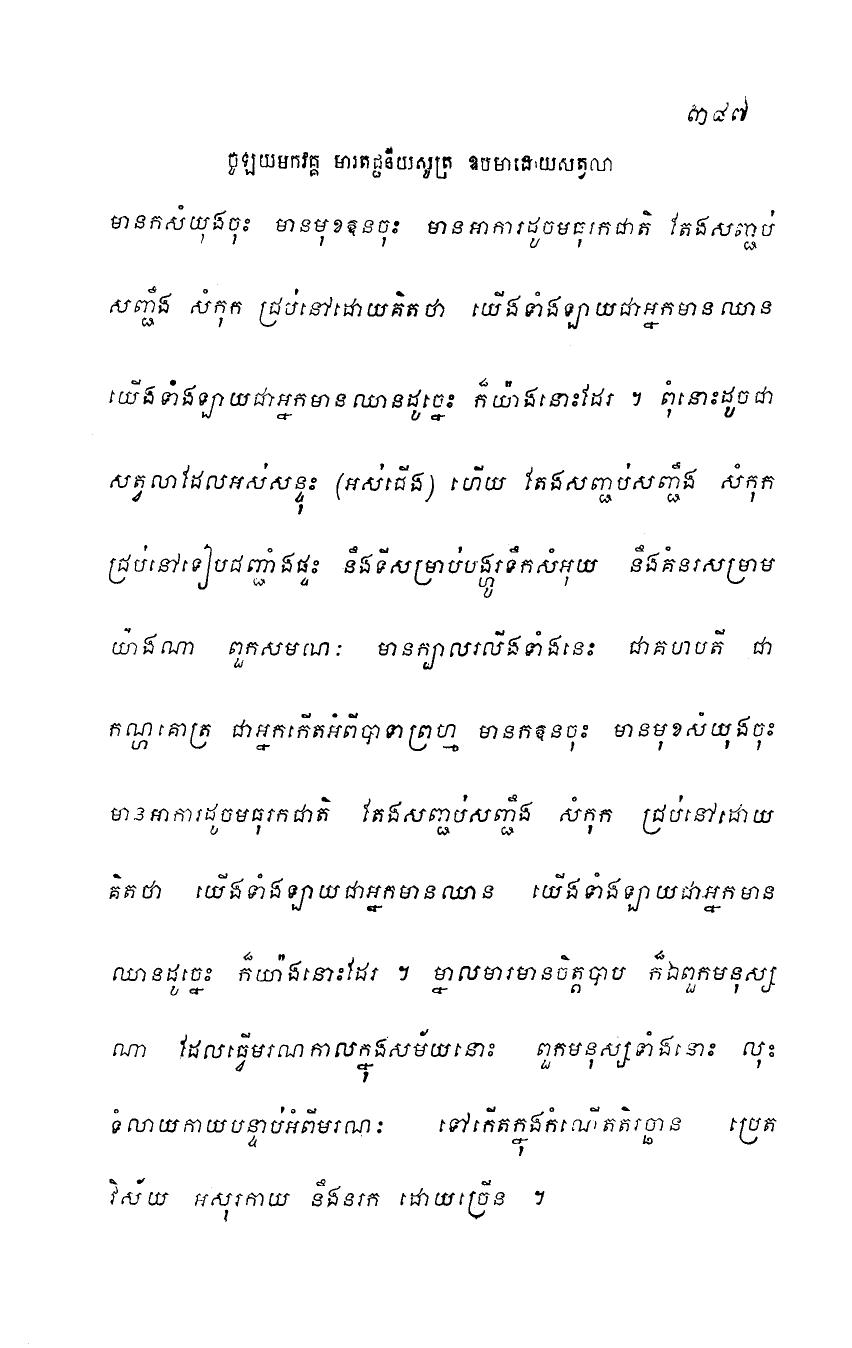 ៣៤៧
ចូឡយមកវគ្គ មារតជ្ជនីយសូត្រ ឧបមាដោយសត្វលា
មានកសំយុងចុះ មានមុខឱនចុះ មានអាការដូចមធុរកជាតិ តែងសញ្ជប់
សញ្ជឹង សំកុក ជ្រប់នៅដោយគិតថា យើងទាំងឡាយជាអ្នកមានឈាន
យើងទាំងឡាយជាអ្នកមានឈានដូច្នេះ ក៏យ៉ាងនោះដែរ ។ ពុំនោះដូចជា
សត្វលាដែលអស់សន្ទុះ (អស់ជើង) ហើយ តែងសញ្ជប់សញ្ជឹង សំកុក
ជ្រប់នៅទៀបជញ្ជាំងផ្ទះ នឹងទីសម្រាប់បង្ហូរទឹកសំអុយ នឹងគំនរសម្រាម
យ៉ាងណា ពួកសមណៈ មានក្បាលរលីងទាំងនេះ ជាគហបតី ជា
កណ្ហគោត្រ ជាអ្នកកើតអំពីបាទាព្រហ្ម មានកឱនចុះ មានមុខសំយុងចុះ
មានអាការដូចមធុរកជាតិ តែងសញ្ជប់សញ្ជឹង សំកុក ជ្រប់នៅដោយ
គិតថា យើងទាំងឡាយជាអ្នកមានឈាន យើងទាំងឡាយជាអ្នកមាន
ឈានដូច្នេះ ក៏យ៉ាងនោះដែរ ។ ម្នាលមារមានចិត្តបាប ក៏ឯពួកមនុស្ស
ណា ដែលធ្វើមរណកាលក្នុងសម័យនោះ ពួកមនុស្សទាំងនោះ លុះ
ទំលាយកាយបន្ទាប់អំពីមរណៈ ទៅកើតក្នុងកំណើតតិរច្ឆាន ប្រេត
វិស័យ អសុរកាយ នឹងនរក ដោយច្រើន ។